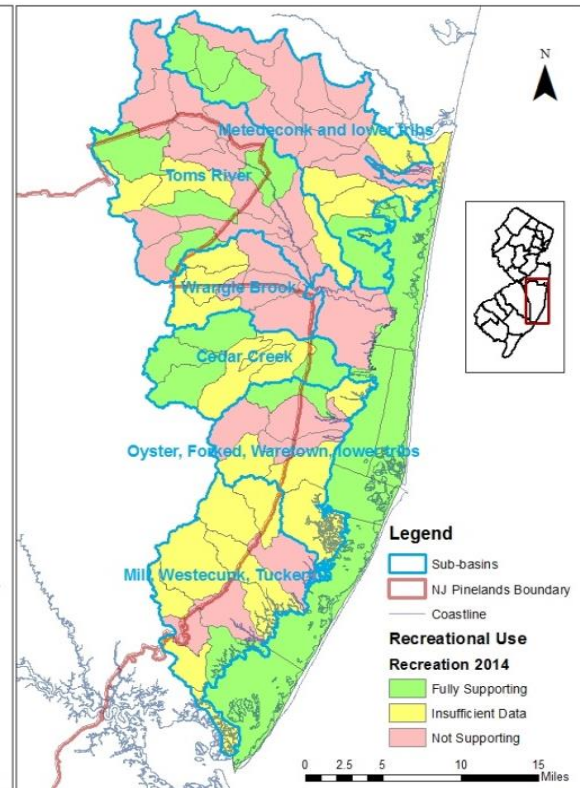 N
Metedeconk and lower tribs
Toms River
Wrangle Brook
Cedar Creek
Oyster, Forked, Waretown, lower tribs
Mill, Westecunk,
Legend
Sub-basins
NJ Pinelands Boundary
Coastline
Recreational Use
Recreation 2014
Fully Supporting
Insufficient Data
Not Supporting
0 2.5 5 10 15
Miles